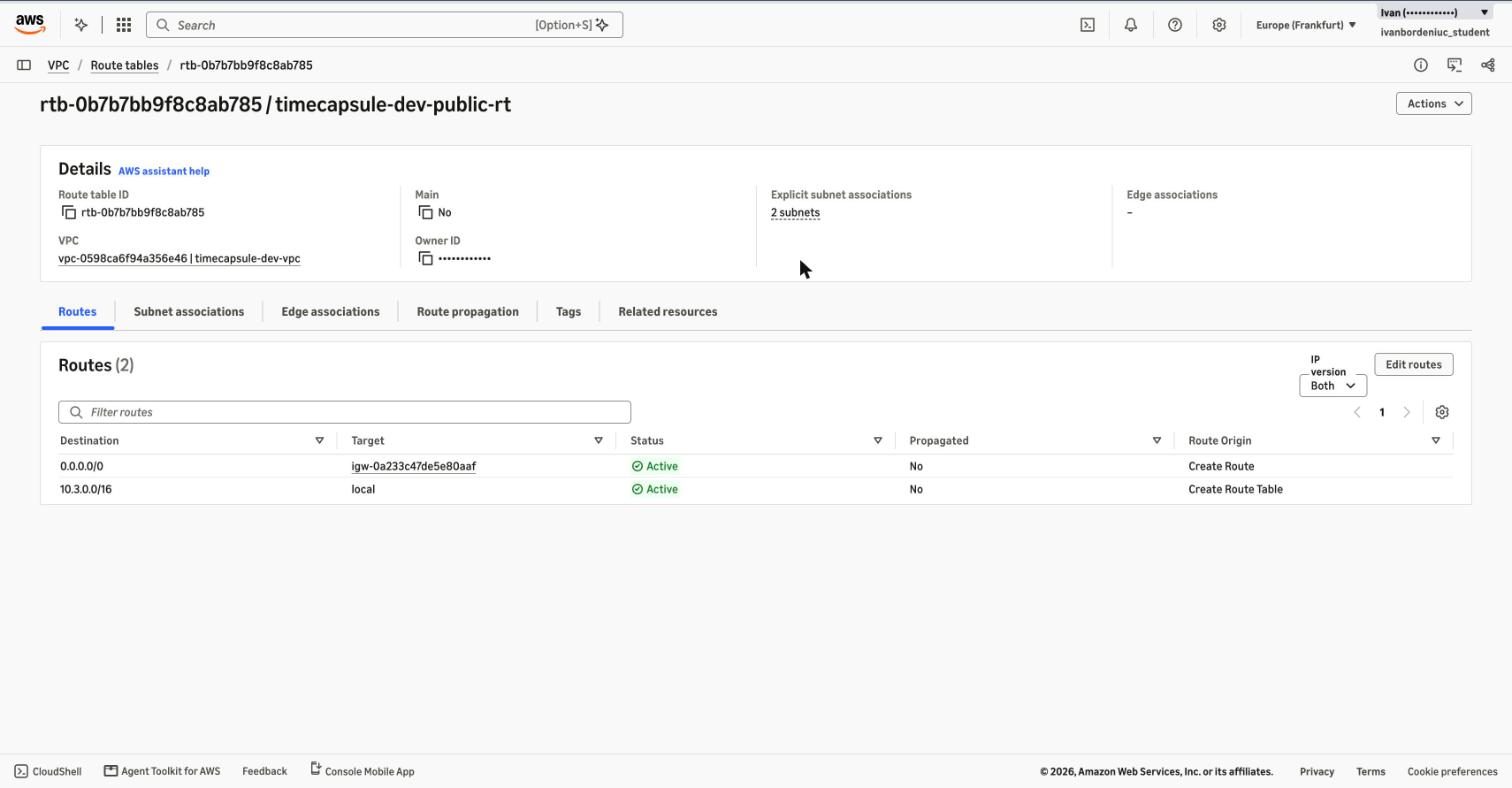 aws
Search [Option+S]
Europe (Frankfurt)
Ivan (••••••••••••)
ivanbordeniuc_student
VPC / Route tables / rtb-0b7b7bb9f8c8ab785
rtb-0b7b7bb9f8c8ab785 / timecapsule-dev-public-rt
Actions
Details AWS assistant help
Route table ID
rtb-0b7b7bb9f8c8ab785
Main
No
Explicit subnet associations
2 subnets
Edge associations
–
VPC
vpc-0598ca6f94a356e46 | timecapsule-dev-vpc
Owner ID
••••••••••••
Routes Subnet associations Edge associations Route propagation Tags Related resources
Routes (2)
IP version
Both
Edit routes
Filter routes
1
Destination Target Status Propagated Route Origin
0.0.0.0/0 igw-0a233c47de5e80aaf Active No Create Route
10.3.0.0/16 local Active No Create Route Table
CloudShell Agent Toolkit for AWS Feedback Console Mobile App © 2026, Amazon Web Services, Inc. or its affiliates. Privacy Terms Cookie preferences